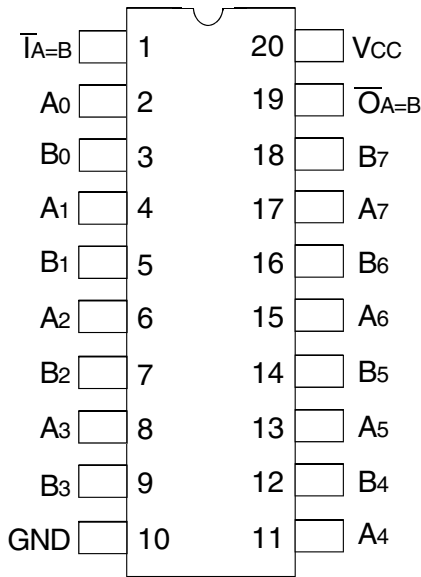 I̅A=B 1 20 VCC
A0 2 19 O̅A=B
B0 3 18 B7
A1 4 17 A7
B1 5 16 B6
A2 6 15 A6
B2 7 14 B5
A3 8 13 A5
B3 9 12 B4
GND 10 11 A4